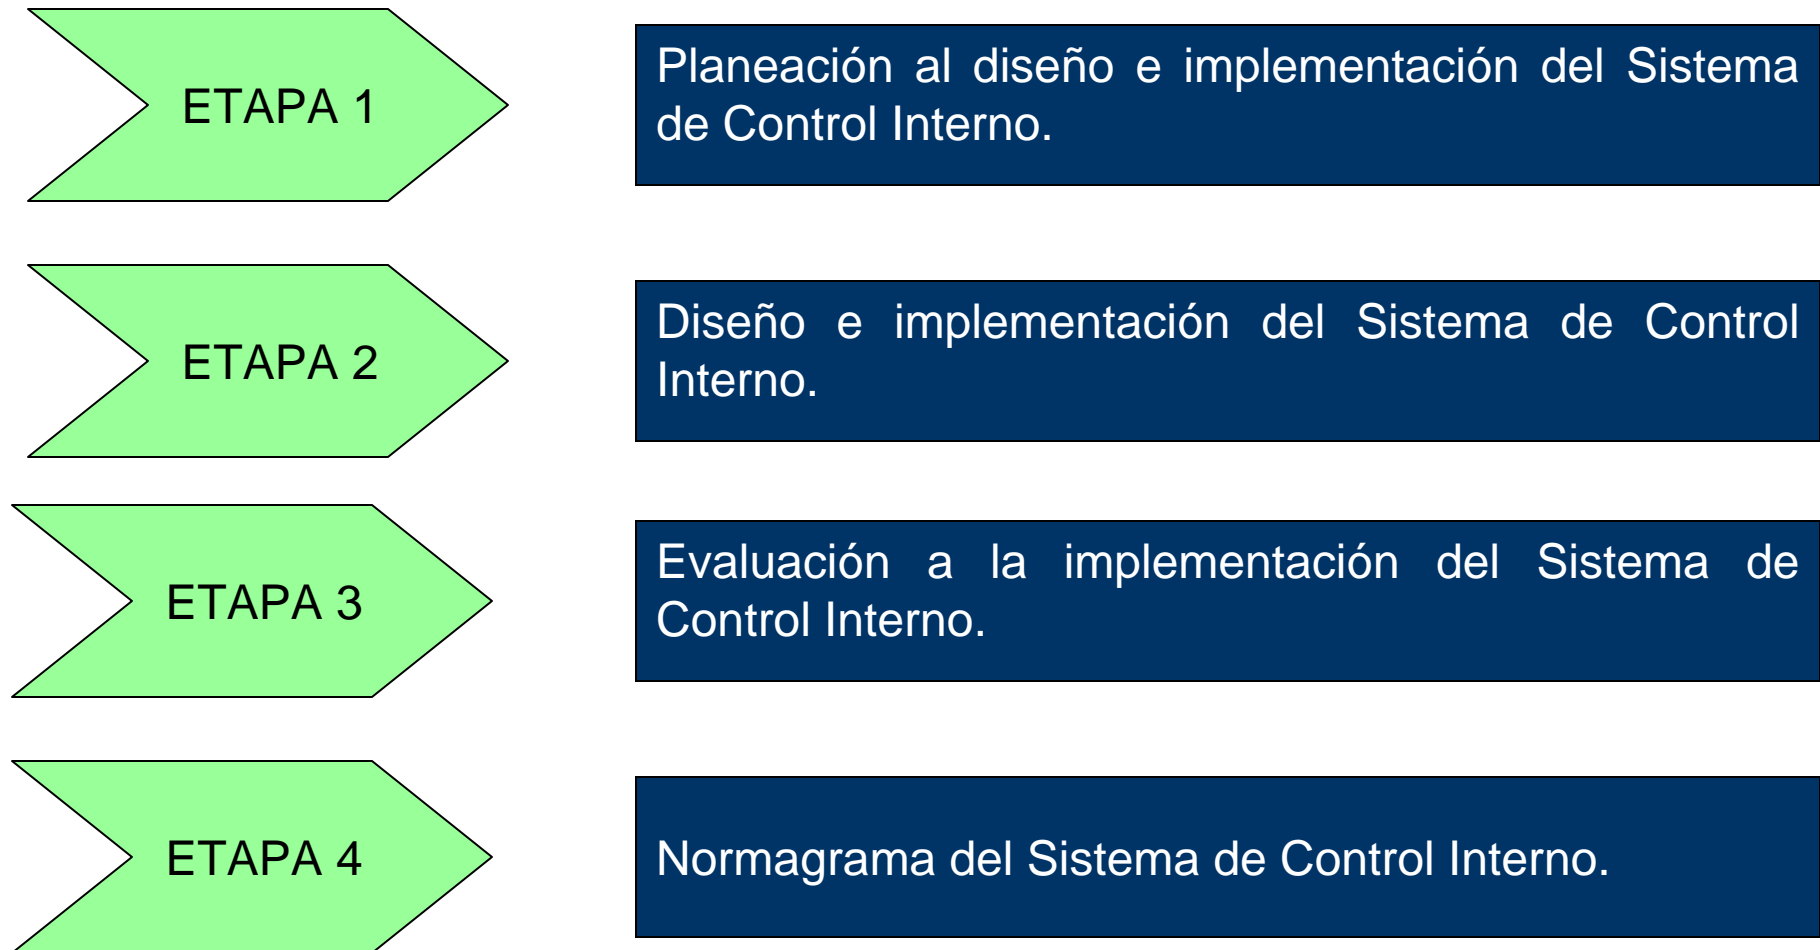 ETAPA 1
Planeación al diseño e implementación del Sistema
de Control Interno.
ETAPA 2
Diseño e implementación del Sistema de Control
Interno.
ETAPA 3
Evaluación a la implementación del Sistema de
Control Interno.
ETAPA 4
Normagrama del Sistema de Control Interno.